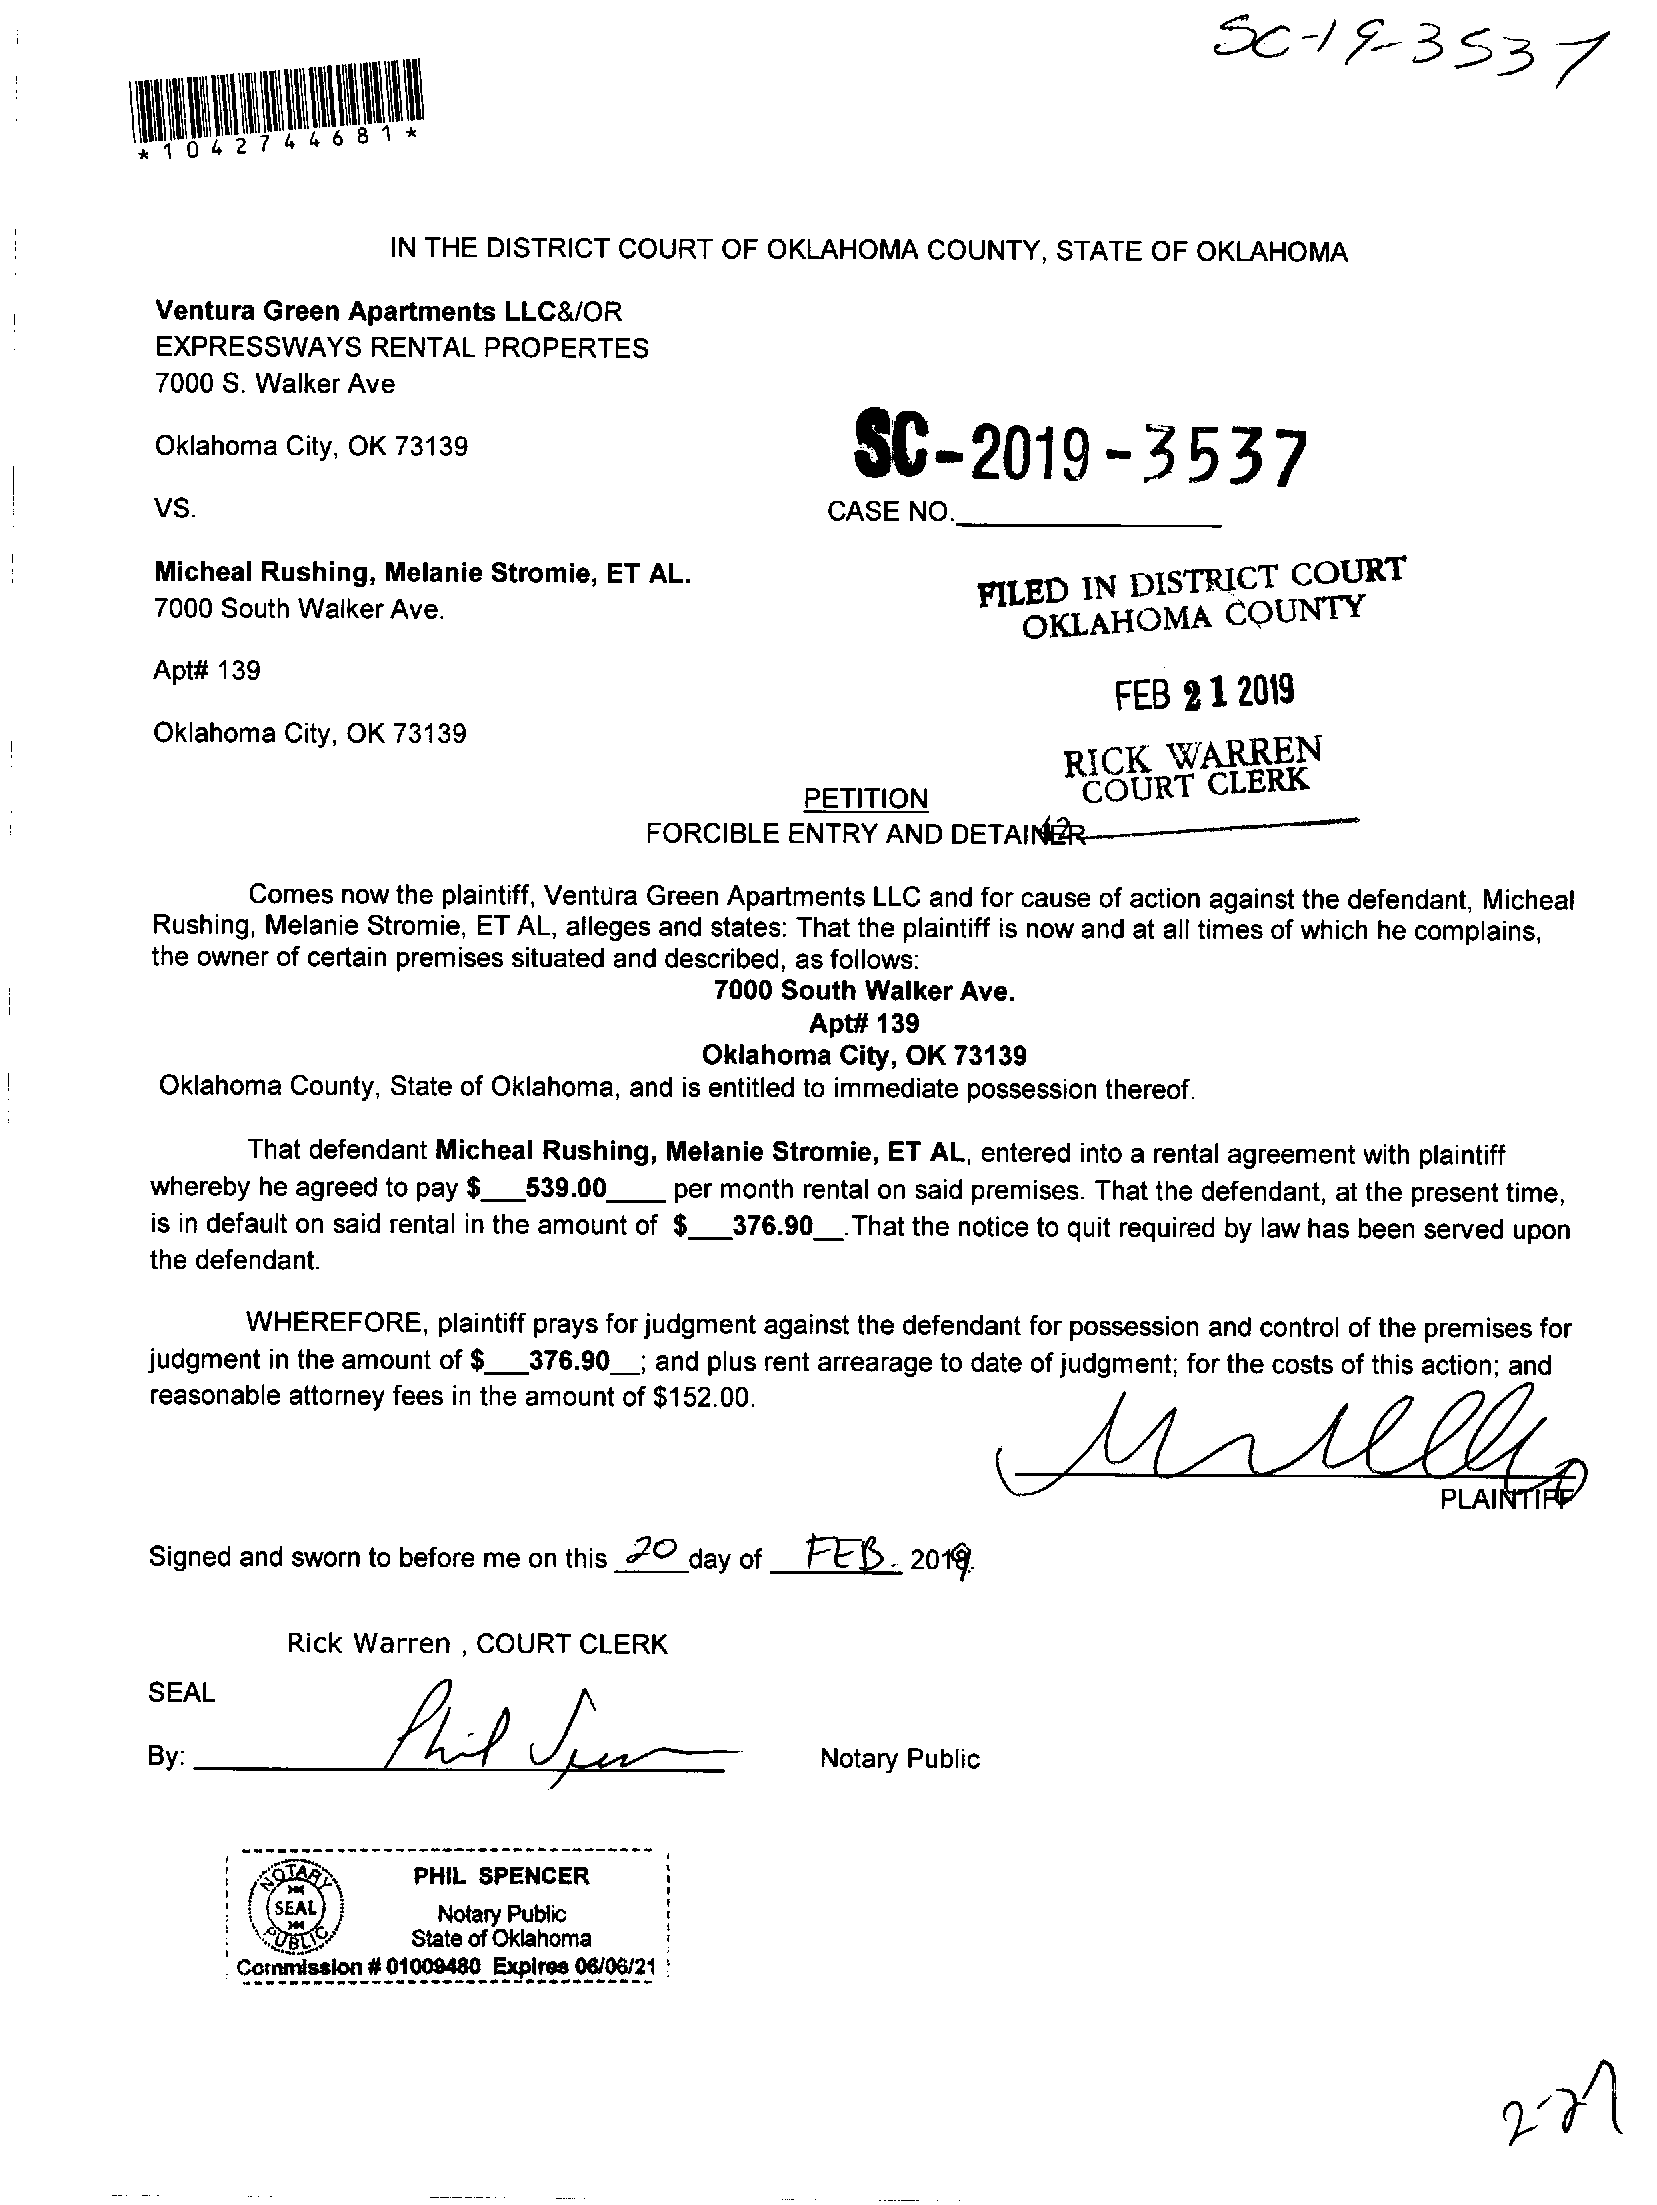 SC-19-3537
*1042744681*
IN THE DISTRICT COURT OF OKLAHOMA COUNTY, STATE OF OKLAHOMA
Ventura Green Apartments LLC&/OR
EXPRESSWAYS RENTAL PROPERTES
7000 S. Walker Ave
Oklahoma City, OK 73139
SC-2019-3537
VS.
CASE NO.
Micheal Rushing, Melanie Stromie, ET AL.
7000 South Walker Ave.
FILED IN DISTRICT COURT
OKLAHOMA COUNTY
Apt# 139
FEB 21 2019
Oklahoma City, OK 73139
RICK WARREN
COURT CLERK
PETITION
FORCIBLE ENTRY AND DETAINER
Comes now the plaintiff, Ventura Green Apartments LLC and for cause of action against the defendant, Micheal
Rushing, Melanie Stromie, ET AL, alleges and states: That the plaintiff is now and at all times of which he complains,
the owner of certain premises situated and described, as follows:
7000 South Walker Ave.
Apt# 139
Oklahoma City, OK 73139
Oklahoma County, State of Oklahoma, and is entitled to immediate possession thereof.
That defendant Micheal Rushing, Melanie Stromie, ET AL, entered into a rental agreement with plaintiff
whereby he agreed to pay $___539.00____ per month rental on said premises. That the defendant, at the present time,
is in default on said rental in the amount of $___376.90__.That the notice to quit required by law has been served upon
the defendant.
WHEREFORE, plaintiff prays for judgment against the defendant for possession and control of the premises for
judgment in the amount of $___376.90__; and plus rent arrearage to date of judgment; for the costs of this action; and
reasonable attorney fees in the amount of $152.00.
PLAINTIFF
Signed and sworn to before me on this 20 day of FEB. 2019.
Rick Warren , COURT CLERK
SEAL
By: Phil Spencer Notary Public
NOTARY
SEAL
PUBLIC
PHIL SPENCER
Notary Public
State of Oklahoma
Commission # 01009480 Expires 06/06/21
2-27